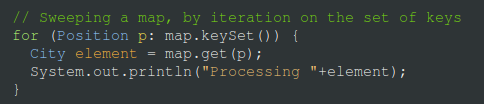 // Sweeping a map, by iteration on the set of keys
for (Position p: map.keySet()) {
  City element = map.get(p);
  System.out.println("Processing "+element);
}